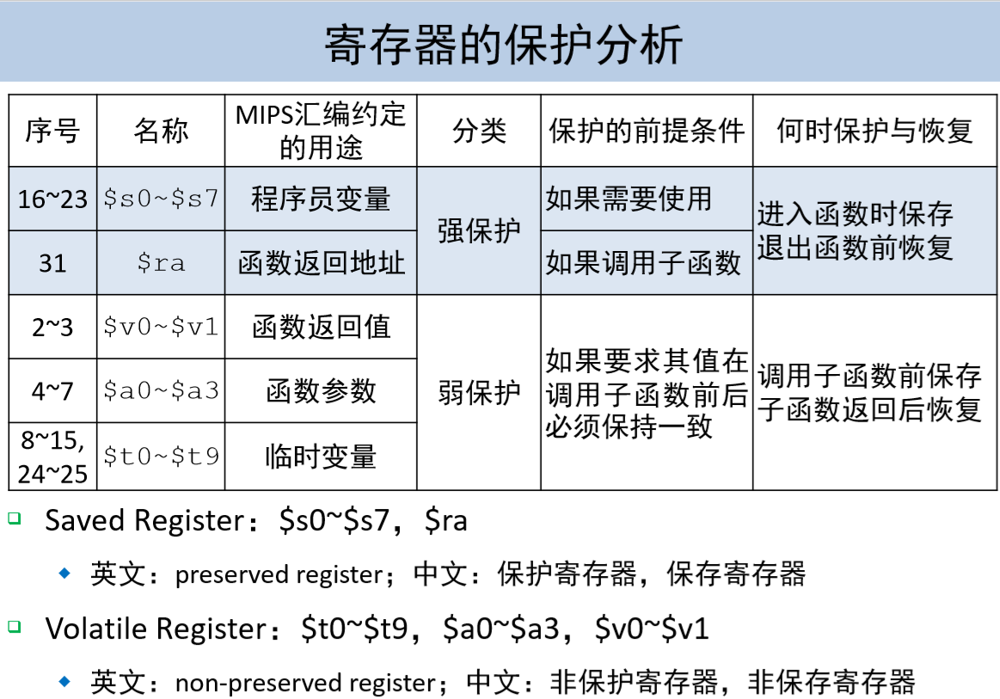 寄存器的保护分析
序号 名称 MIPS汇编约定的用途 分类 保护的前提条件 何时保护与恢复
16~23 $s0~$s7 程序员变量 强保护 如果需要使用 进入函数时保存
退出函数前恢复
31 $ra 函数返回地址 如果调用子函数
2~3 $v0~$v1 函数返回值 弱保护 如果要求其值在
调用子函数前后
必须保持一致 调用子函数前保存
子函数返回后恢复
4~7 $a0~$a3 函数参数
8~15,
24~25 $t0~$t9 临时变量
Saved Register：$s0~$s7，$ra
英文：preserved register；中文：保护寄存器，保存寄存器
Volatile Register：$t0~$t9，$a0~$a3，$v0~$v1
英文：non-preserved register；中文：非保护寄存器，非保存寄存器